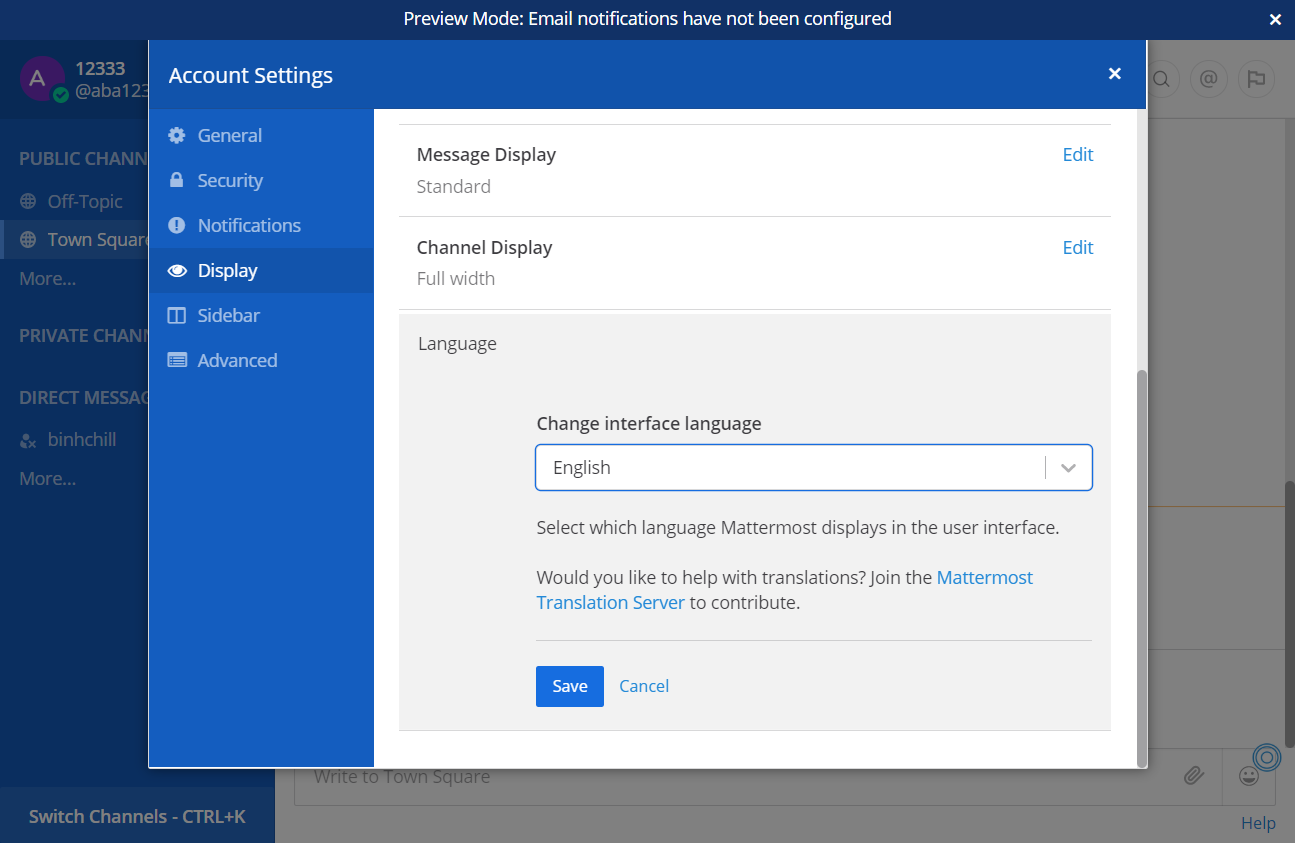 Preview Mode: Email notifications have not been configured
A
12333
@aba123
PUBLIC CHANN
Off-Topic
Town Square
More...
PRIVATE CHANN
DIRECT MESSAG
binhchill
More...
Switch Channels - CTRL+K
Account Settings
General
Security
Notifications
Display
Sidebar
Advanced
Message Display
Edit
Standard
Channel Display
Edit
Full width
Language
Change interface language
English
Select which language Mattermost displays in the user interface.
Would you like to help with translations? Join the Mattermost
Translation Server to contribute.
Save
Cancel
Write to Town Square
Help